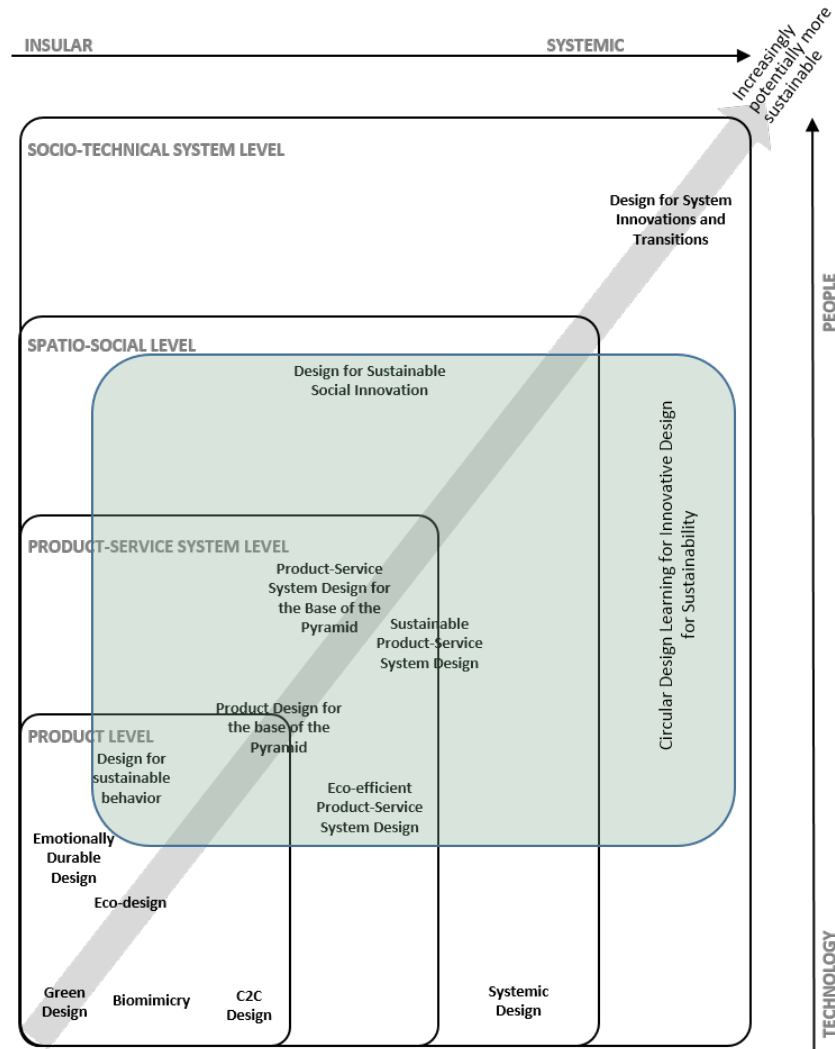 INSULAR
SYSTEMIC
Increasingly
potentially more
sustainable
SOCIO-TECHNICAL SYSTEM LEVEL
Design for System
Innovations and
Transitions
PEOPLE
SPATIO-SOCIAL LEVEL
Design for Sustainable
Social Innovation
Circular Design Learning for Innovative Design
for Sustainability
PRODUCT-SERVICE SYSTEM LEVEL
Product-Service
System Design for
the Base of the
Pyramid
Sustainable
Product-Service
System Design
Product Design for
the base of the
Pyramid
PRODUCT LEVEL
Design for
sustainable
behavior
Eco-efficient
Product-Service
System Design
Emotionally
Durable
Design
Eco-design
Green
Design
Biomimicry
C2C
Design
Systemic
Design
TECHNOLOGY